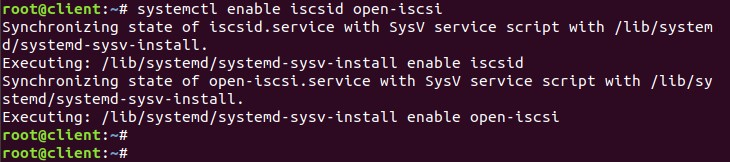 root@client:~# systemctl enable iscsid open-iscsi
Synchronizing state of iscsid.service with SysV service script with /lib/system
d/systemd-sysv-install.
Executing: /lib/systemd/systemd-sysv-install enable iscsid
Synchronizing state of open-iscsi.service with SysV service script with /lib/sy
stemd/systemd-sysv-install.
Executing: /lib/systemd/systemd-sysv-install enable open-iscsi
root@client:~#
root@client:~#